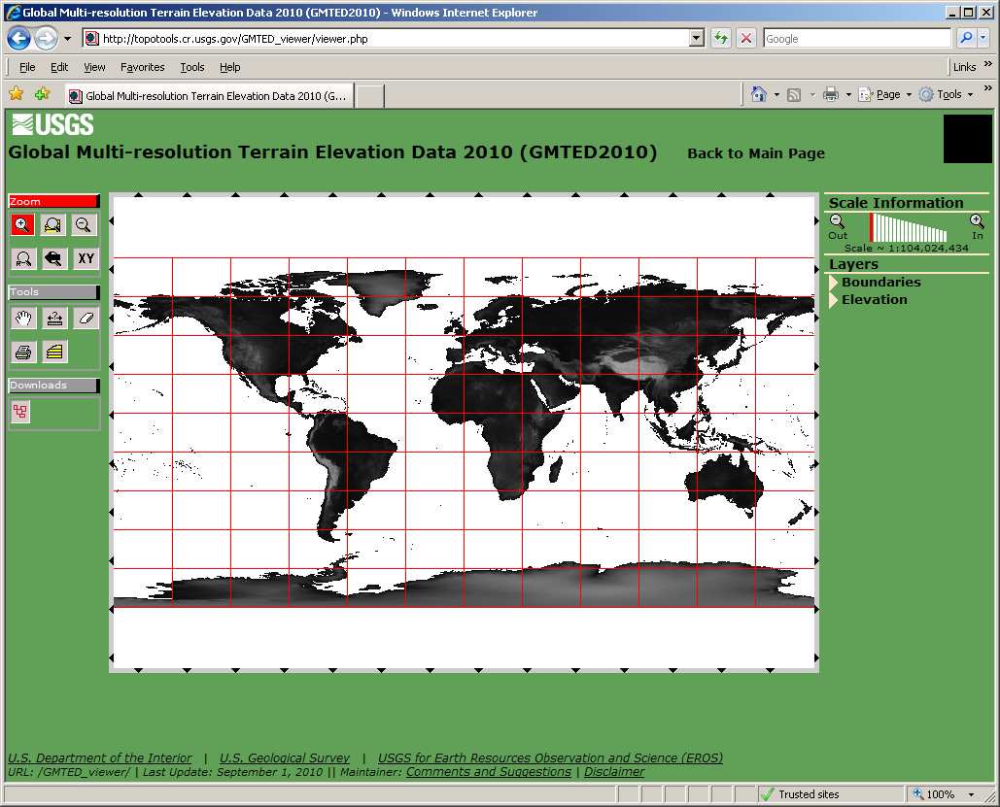 Global Multi-resolution Terrain Elevation Data 2010 (GMTED2010) - Windows Internet Explorer
http://topotools.cr.usgs.gov/GMTED_viewer/viewer.php
Google
File Edit View Favorites Tools Help
Links »
Global Multi-resolution Terrain Elevation Data 2010 (G...
Page Tools »
USGS
Global Multi-resolution Terrain Elevation Data 2010 (GMTED2010) Back to Main Page
Zoom
XY
Tools
Downloads
Scale Information
Out In
Scale ~ 1:104,024,434
Layers
Boundaries
Elevation
U.S. Department of the Interior | U.S. Geological Survey | USGS for Earth Resources Observation and Science (EROS)
URL: /GMTED_viewer/ | Last Update: September 1, 2010 || Maintainer: Comments and Suggestions | Disclaimer
Trusted sites 100%